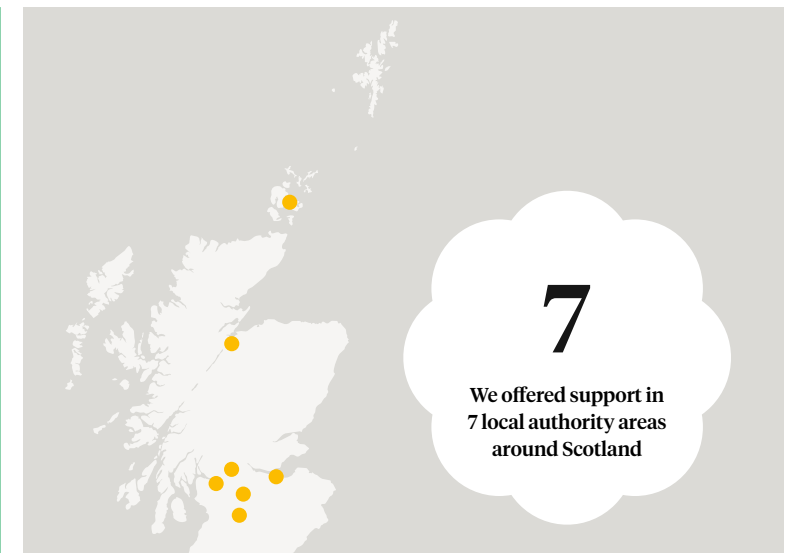 7
We offered support in
7 local authority areas
around Scotland